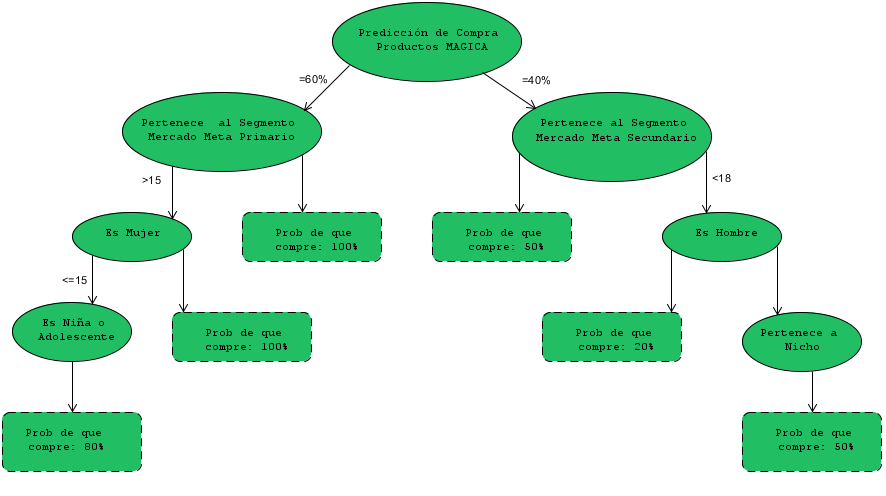 Predicción de Compra
Productos MAGICA
=60%
=40%
Pertenece al Segmento
Mercado Meta Primario
Pertenece al Segmento
Mercado Meta Secundario
>15
<18
Es Mujer
Prob de que
compre: 100%
Prob de que
compre: 50%
Es Hombre
<=15
Es Niña o
Adolescente
Prob de que
compre: 100%
Prob de que
compre: 20%
Pertenece a
Nicho
Prob de que
compre: 80%
Prob de que
compre: 50%